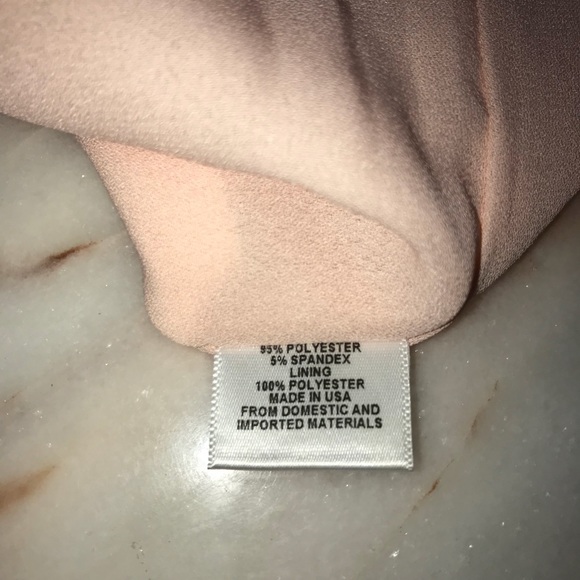 95% POLYESTER
5% SPANDEX
LINING
100% POLYESTER
MADE IN USA
FROM DOMESTIC AND
IMPORTED MATERIALS